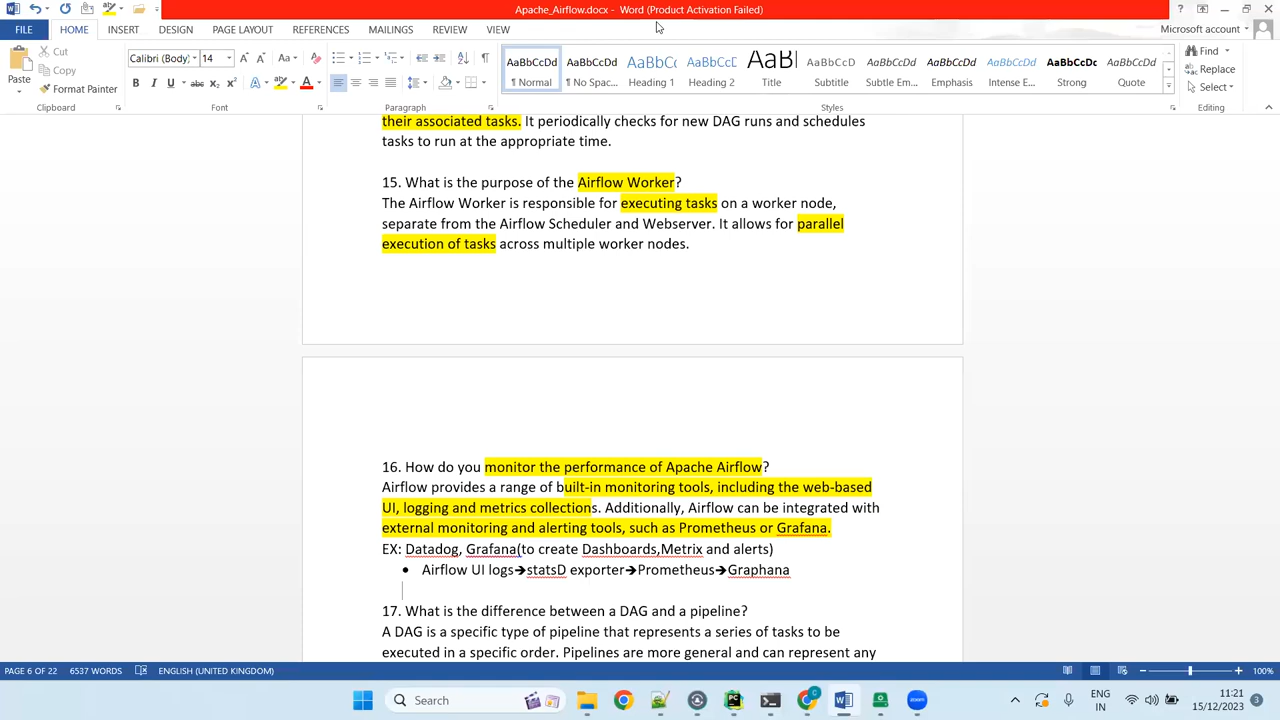 Apache_Airflow.docx - Word (Product Activation Failed)
FILE HOME INSERT DESIGN PAGE LAYOUT REFERENCES MAILINGS REVIEW VIEW Microsoft account
Paste
Cut
Copy
Format Painter
Clipboard
Calibri (Body) 14
Font
Paragraph
AaBbCcDd AaBbCcDd AaBbCc AaBbCcD AaBl AaBbCcD AaBbCcDd AaBbCcDd AaBbCcDd AaBbCcDc AaBbCcDd
¶ Normal ¶ No Spac... Heading 1 Heading 2 Title Subtitle Subtle Em... Emphasis Intense E... Strong Quote
Styles
Find
Replace
Select
Editing
their associated tasks. It periodically checks for new DAG runs and schedules
tasks to run at the appropriate time.
15. What is the purpose of the Airflow Worker?
The Airflow Worker is responsible for executing tasks on a worker node,
separate from the Airflow Scheduler and Webserver. It allows for parallel
execution of tasks across multiple worker nodes.
16. How do you monitor the performance of Apache Airflow?
Airflow provides a range of built-in monitoring tools, including the web-based
UI, logging and metrics collections. Additionally, Airflow can be integrated with
external monitoring and alerting tools, such as Prometheus or Grafana.
EX: Datadog, Grafana(to create Dashboards,Metrix and alerts)
• Airflow UI logs➔statsD exporter➔Prometheus➔Graphana
17. What is the difference between a DAG and a pipeline?
A DAG is a specific type of pipeline that represents a series of tasks to be
executed in a specific order. Pipelines are more general and can represent any
PAGE 6 OF 22 6537 WORDS ENGLISH (UNITED KINGDOM) 100%
Search
ENG
IN
11:21
15/12/2023